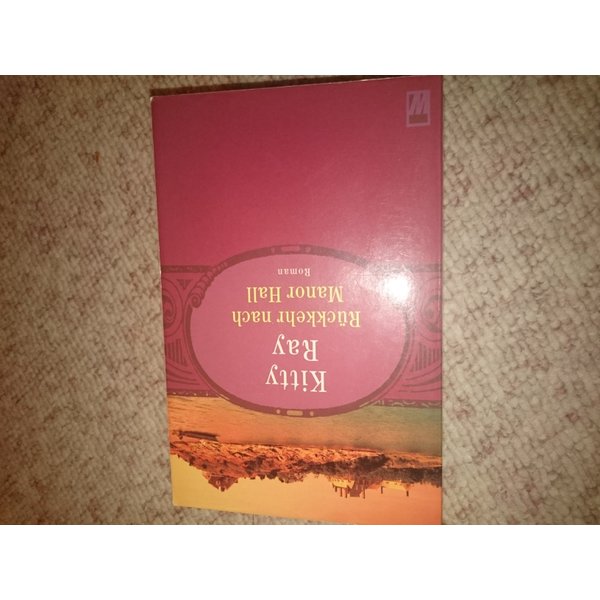 Kitty
Ray
Rückkehr nach
Manor Hall
Roman
M